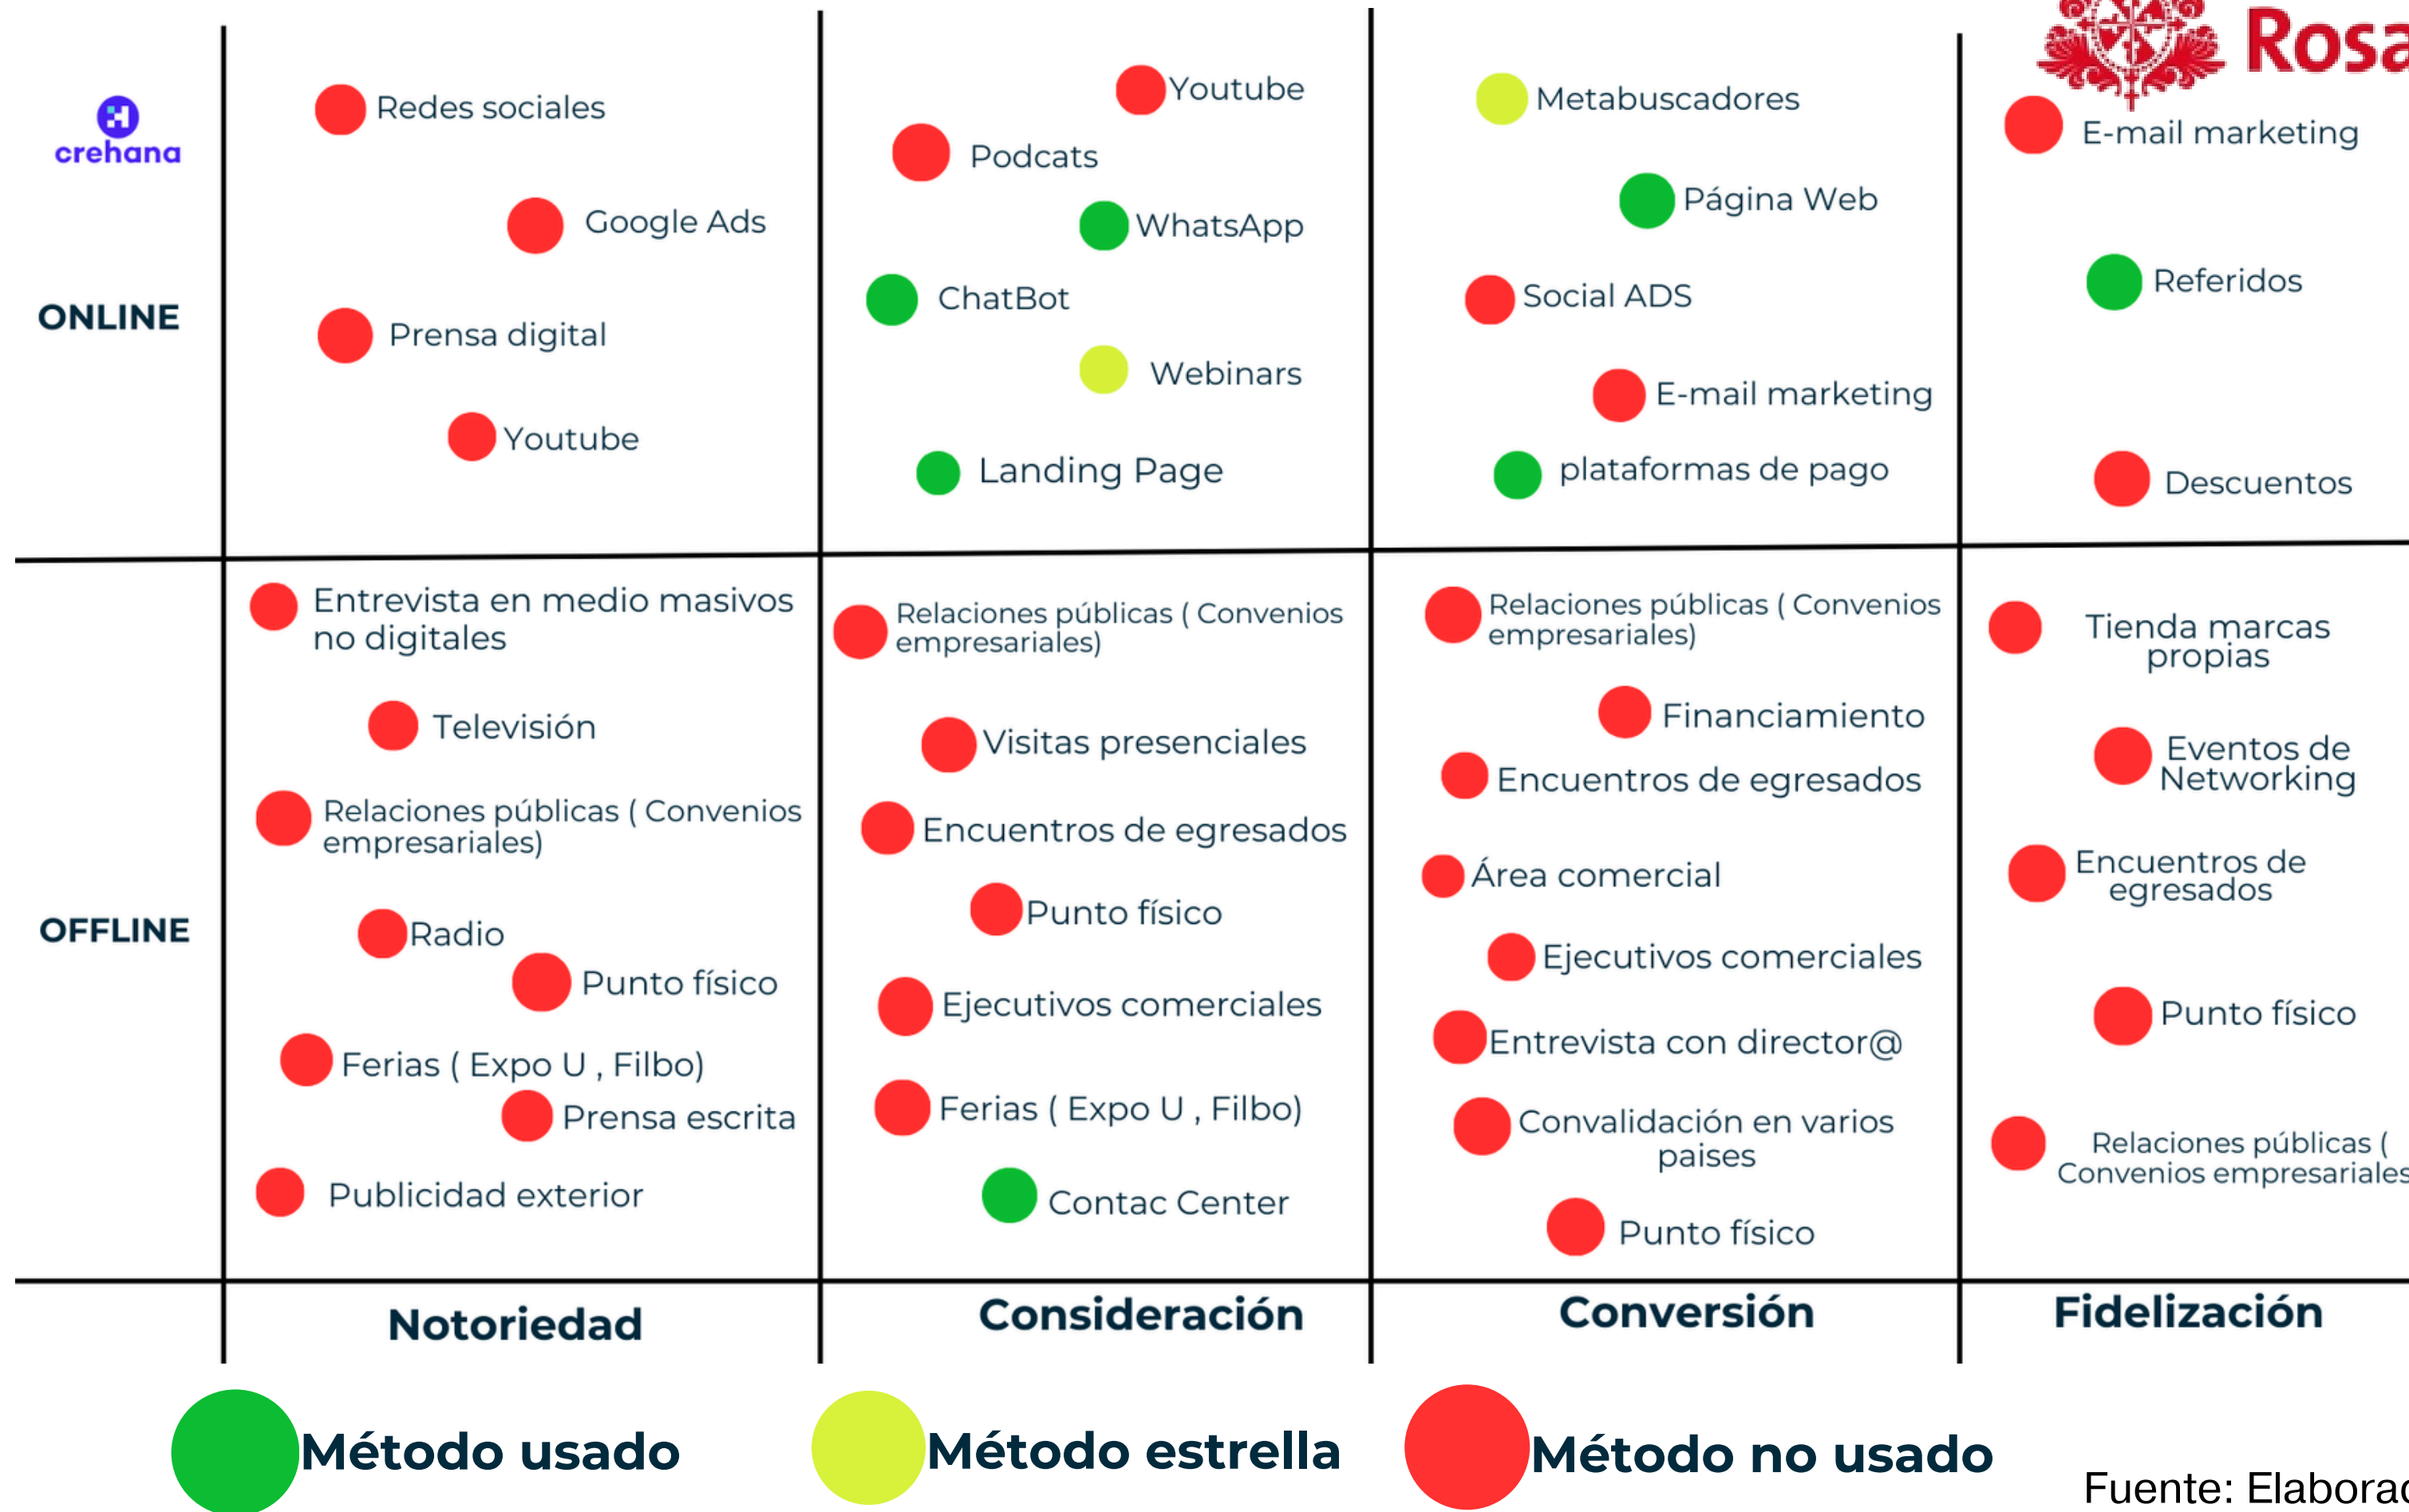 Rosa
crehana
ONLINE
Redes sociales
Google Ads
Prensa digital
Youtube
Youtube
Podcats
WhatsApp
ChatBot
Webinars
Landing Page
Metabuscadores
Página Web
Social ADS
E-mail marketing
plataformas de pago
E-mail marketing
Referidos
Descuentos
OFFLINE
Entrevista en medio masivos
no digitales
Televisión
Relaciones públicas ( Convenios
empresariales)
Radio
Punto físico
Ferias ( Expo U , Filbo)
Prensa escrita
Publicidad exterior
Relaciones públicas ( Convenios
empresariales)
Visitas presenciales
Encuentros de egresados
Punto físico
Ejecutivos comerciales
Ferias ( Expo U , Filbo)
Contac Center
Relaciones públicas ( Convenios
empresariales)
Financiamiento
Encuentros de egresados
Área comercial
Ejecutivos comerciales
Entrevista con director@
Convalidación en varios
paises
Punto físico
Tienda marcas
propias
Eventos de
Networking
Encuentros de
egresados
Punto físico
Relaciones públicas (
Convenios empresariales
Notoriedad
Consideración
Conversión
Fidelización
Método usado
Método estrella
Método no usado
Fuente: Elaborac